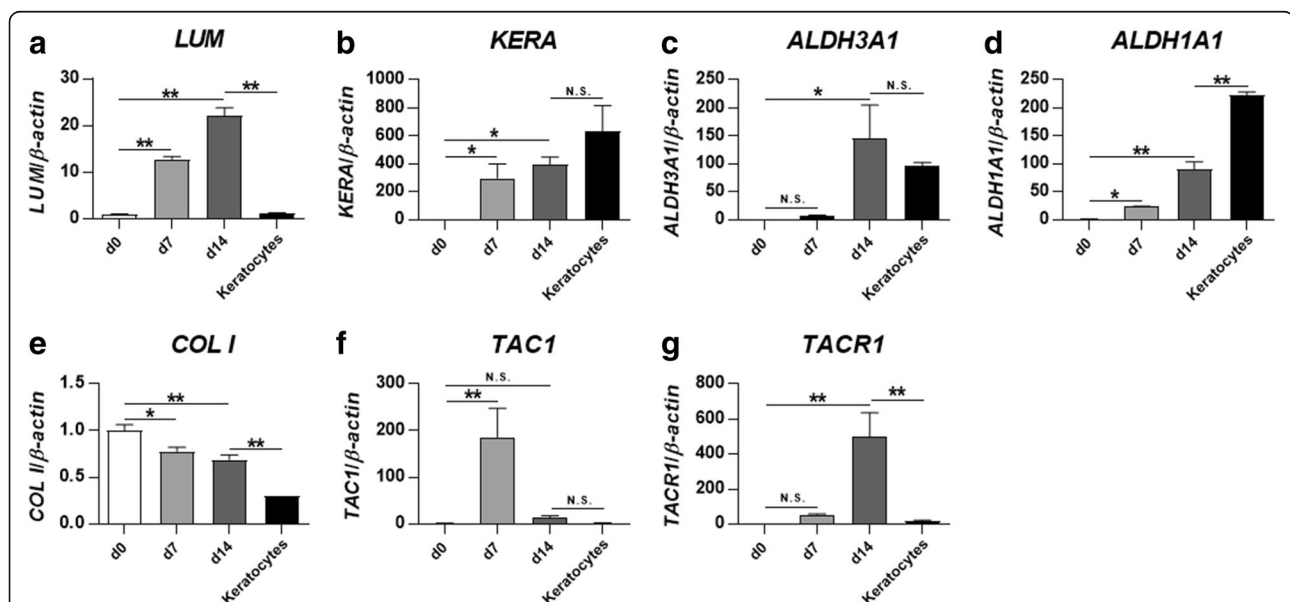 a
LUM
LUM/β-actin
30
20
10
0
**
**
**
d0
d7
d14
Keratocytes
b
KERA
KERA/β-actin
1000
800
600
400
200
0
N.S.
*
*
d0
d7
d14
Keratocytes
c
ALDH3A1
ALDH3A1/β-actin
250
200
150
100
50
0
N.S.
*
N.S.
d0
d7
d14
Keratocytes
d
ALDH1A1
ALDH1A1/β-actin
250
200
150
100
50
0
**
**
*
d0
d7
d14
Keratocytes
e
COL I
COL I/β-actin
1.5
1.0
0.5
0.0
**
*
**
d0
d7
d14
Keratocytes
f
TAC1
TAC1/β-actin
300
200
100
0
N.S.
**
N.S.
d0
d7
d14
Keratocytes
g
TACR1
TACR1/β-actin
800
600
400
200
0
**
**
N.S.
d0
d7
d14
Keratocytes